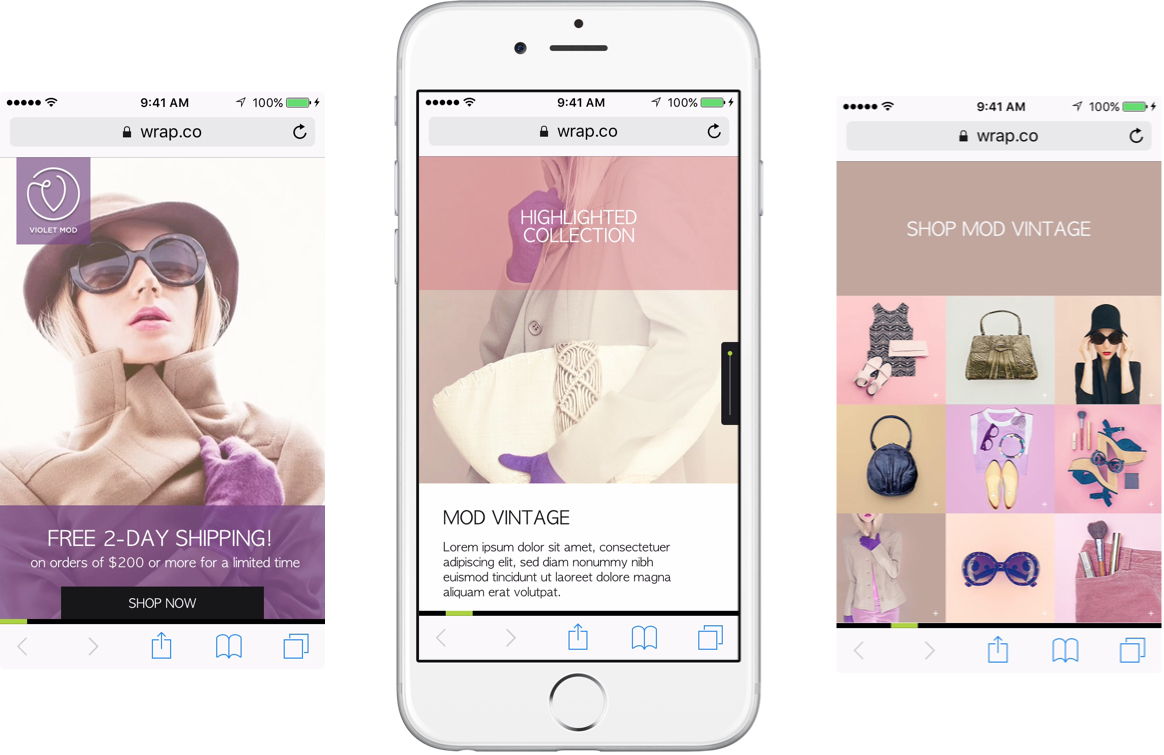 9:41 AM
100%
wrap.co
VIOLET MOD
FREE 2-DAY SHIPPING!
on orders of $200 or more for a limited time
SHOP NOW
9:41 AM
100%
wrap.co
HIGHLIGHTED
COLLECTION
MOD VINTAGE
Lorem ipsum dolor sit amet, consectetuer
adipiscing elit, sed diam nonummy nibh
euismod tincidunt ut laoreet dolore magna
aliquam erat volutpat.
9:41 AM
100%
wrap.co
SHOP MOD VINTAGE